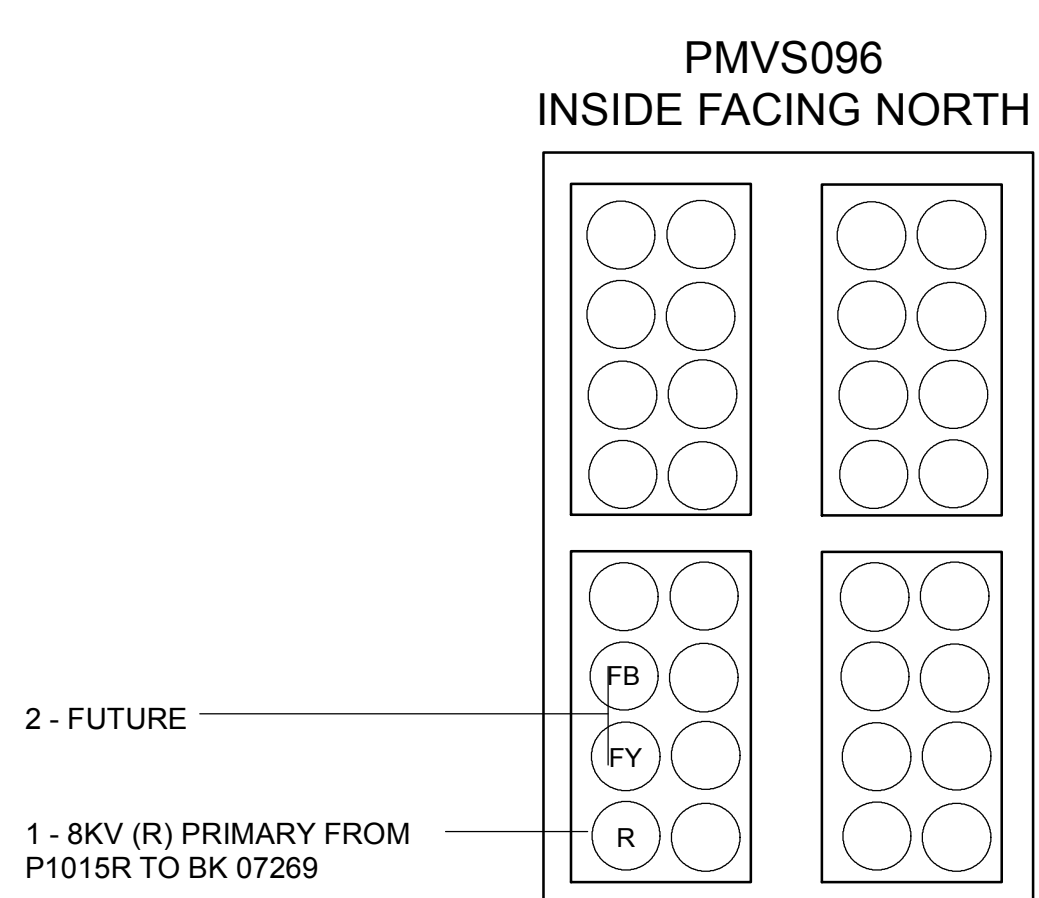 PMVS096
INSIDE FACING NORTH
FB
2 - FUTURE
FY
1 - 8KV (R) PRIMARY FROM
P1015R TO BK 07269
R